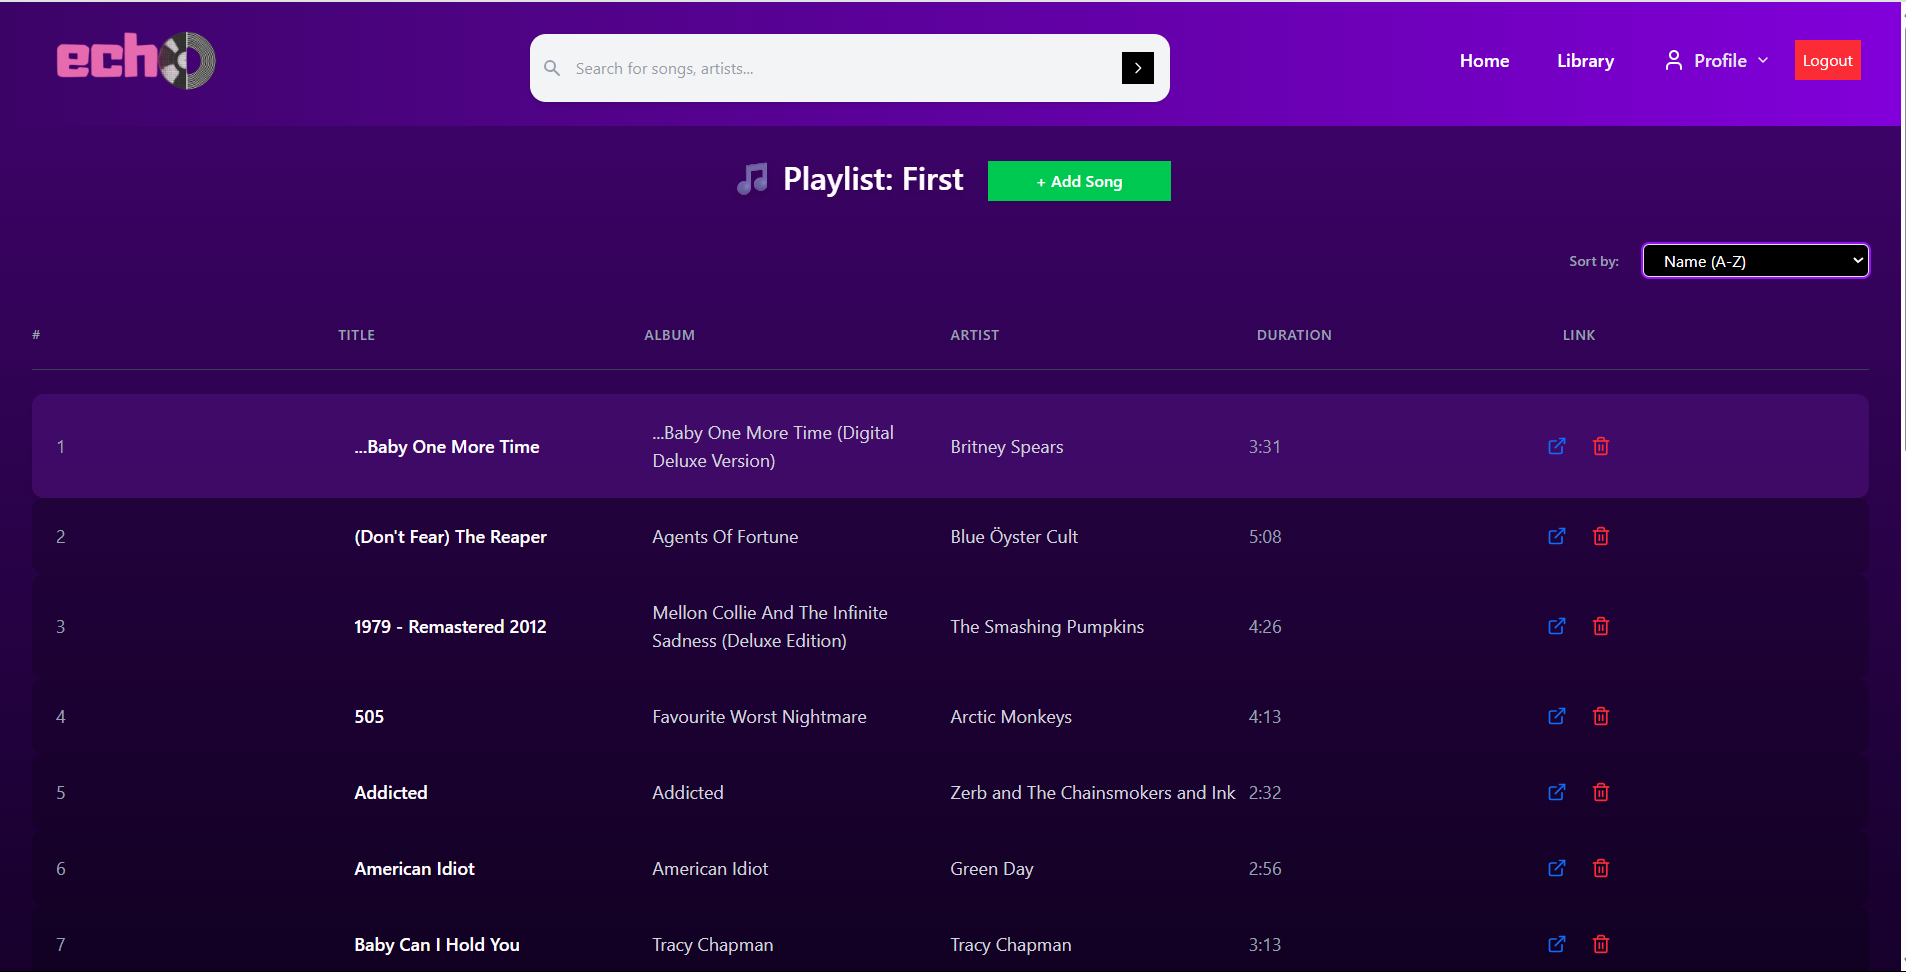 echo
Search for songs, artists...
Home
Library
Profile
Logout
Playlist: First
+ Add Song
Sort by:
Name (A-Z)
# TITLE ALBUM ARTIST DURATION LINK
1 ...Baby One More Time ...Baby One More Time (Digital
Deluxe Version) Britney Spears 3:31
2 (Don't Fear) The Reaper Agents Of Fortune Blue Öyster Cult 5:08
3 1979 - Remastered 2012 Mellon Collie And The Infinite
Sadness (Deluxe Edition) The Smashing Pumpkins 4:26
4 505 Favourite Worst Nightmare Arctic Monkeys 4:13
5 Addicted Addicted Zerb and The Chainsmokers and Ink 2:32
6 American Idiot American Idiot Green Day 2:56
7 Baby Can I Hold You Tracy Chapman Tracy Chapman 3:13